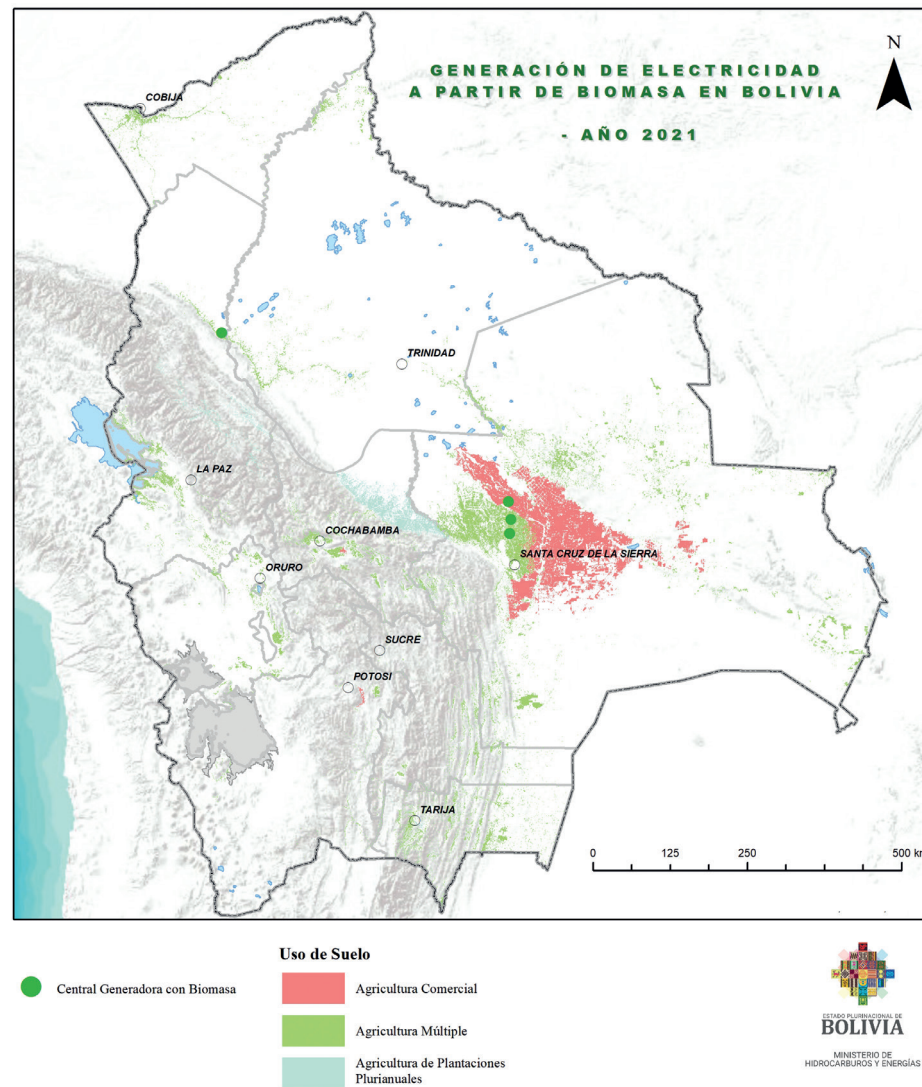 GENERACIÓN DE ELECTRICIDAD
A PARTIR DE BIOMASA EN BOLIVIA
- AÑO 2021
N
COBIJA
TRINIDAD
LA PAZ
COCHABAMBA
ORURO
SANTA CRUZ DE LA SIERRA
SUCRE
POTOSI
TARIJA
0 125 250 500 km
Uso de Suelo
Central Generadora con Biomasa
Agricultura Comercial
Agricultura Múltiple
Agricultura de Plantaciones
Plurianuales
ESTADO PLURINACIONAL DE
BOLIVIA
MINISTERIO DE
HIDROCARBUROS Y ENERGÍAS